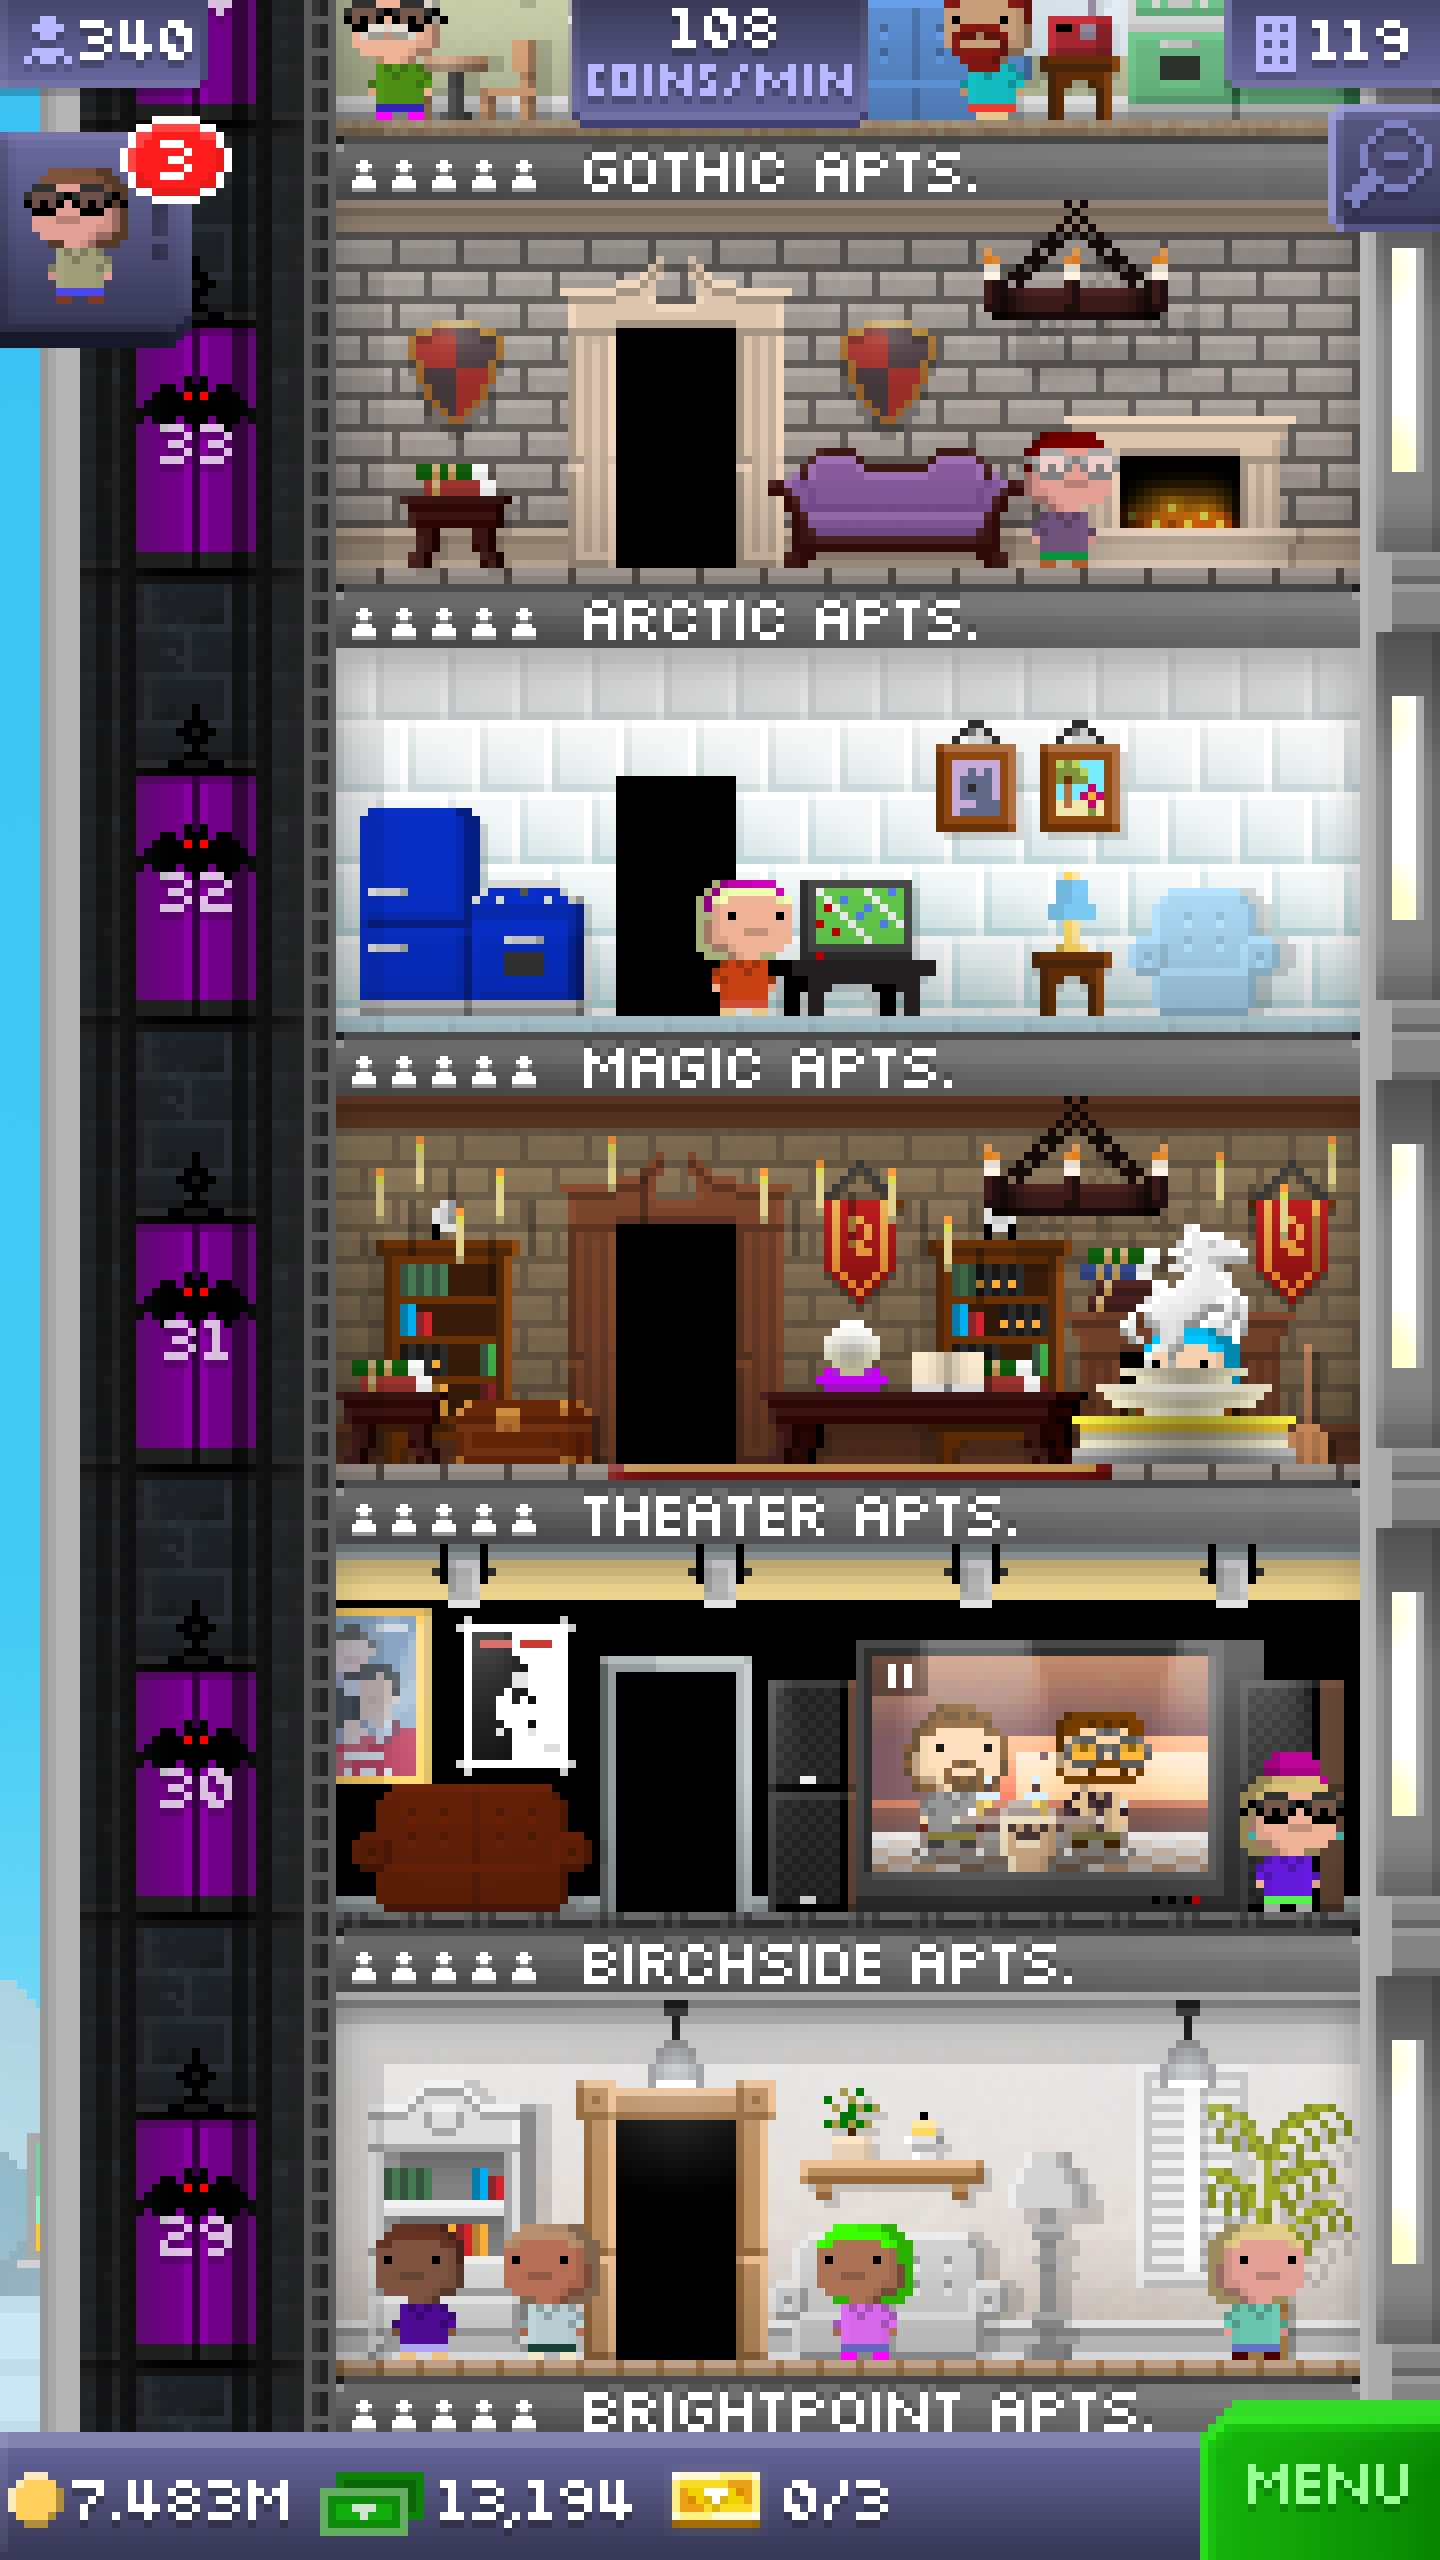 340
108
COINS/MIN
119
3
GOTHIC APTS.
33
ARCTIC APTS.
32
MAGIC APTS.
31
THEATER APTS.
30
BIRCHSIDE APTS.
29
BRIGHTPOINT APTS.
7.483M
13,194
0/3
MENU